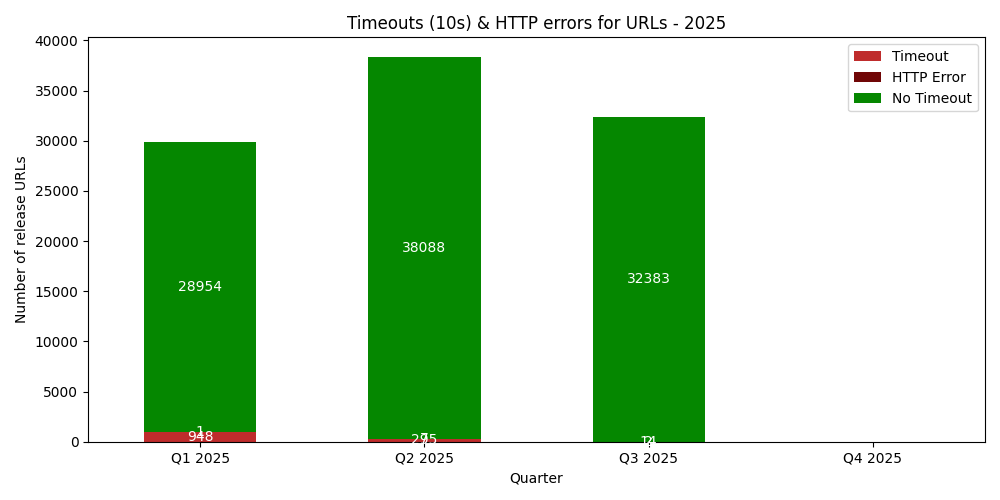 Timeouts (10s) & HTTP errors for URLs - 2025
Timeout
HTTP Error
No Timeout
Number of release URLs
40000
35000
30000
25000
20000
15000
10000
5000
0
28954
1
948
38088
295
32383
14
Q1 2025
Q2 2025
Q3 2025
Q4 2025
Quarter